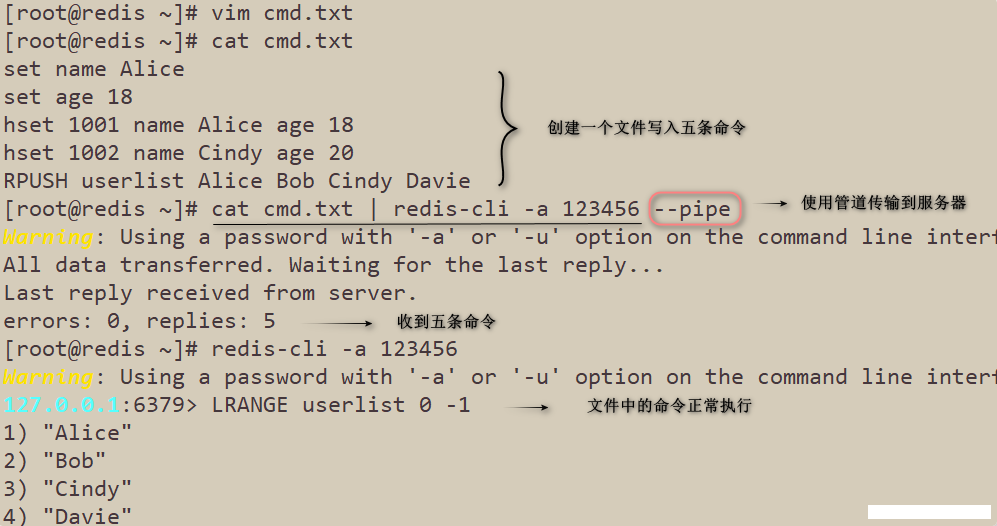 [root@redis ~]# vim cmd.txt
[root@redis ~]# cat cmd.txt
set name Alice
set age 18
hset 1001 name Alice age 18
创建一个文件写入五条命令
hset 1002 name Cindy age 20
RPUSH userlist Alice Bob Cindy Davie
[root@redis ~]# cat cmd.txt | redis-cli -a 123456 --pipe
使用管道传输到服务器
Warning: Using a password with '-a' or '-u' option on the command line interf
All data transferred. Waiting for the last reply...
Last reply received from server.
errors: 0, replies: 5
收到五条命令
[root@redis ~]# redis-cli -a 123456
Warning: Using a password with '-a' or '-u' option on the command line interf
127.0.0.1:6379> LRANGE userlist 0 -1
文件中的命令正常执行
1) "Alice"
2) "Bob"
3) "Cindy"
4) "Davie"